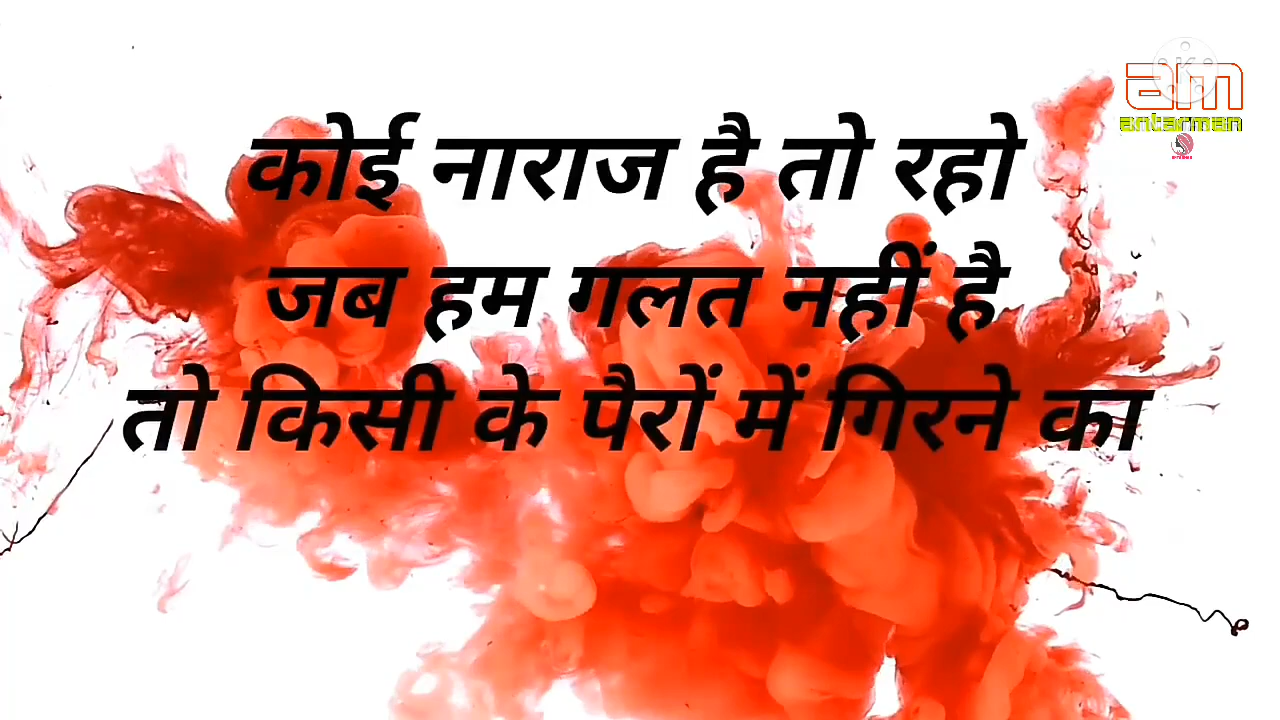 am
antarman
कोई नाराज है तो रहो
जब हम गलत नहीं है
तो किसी के पैरों में गिरने का